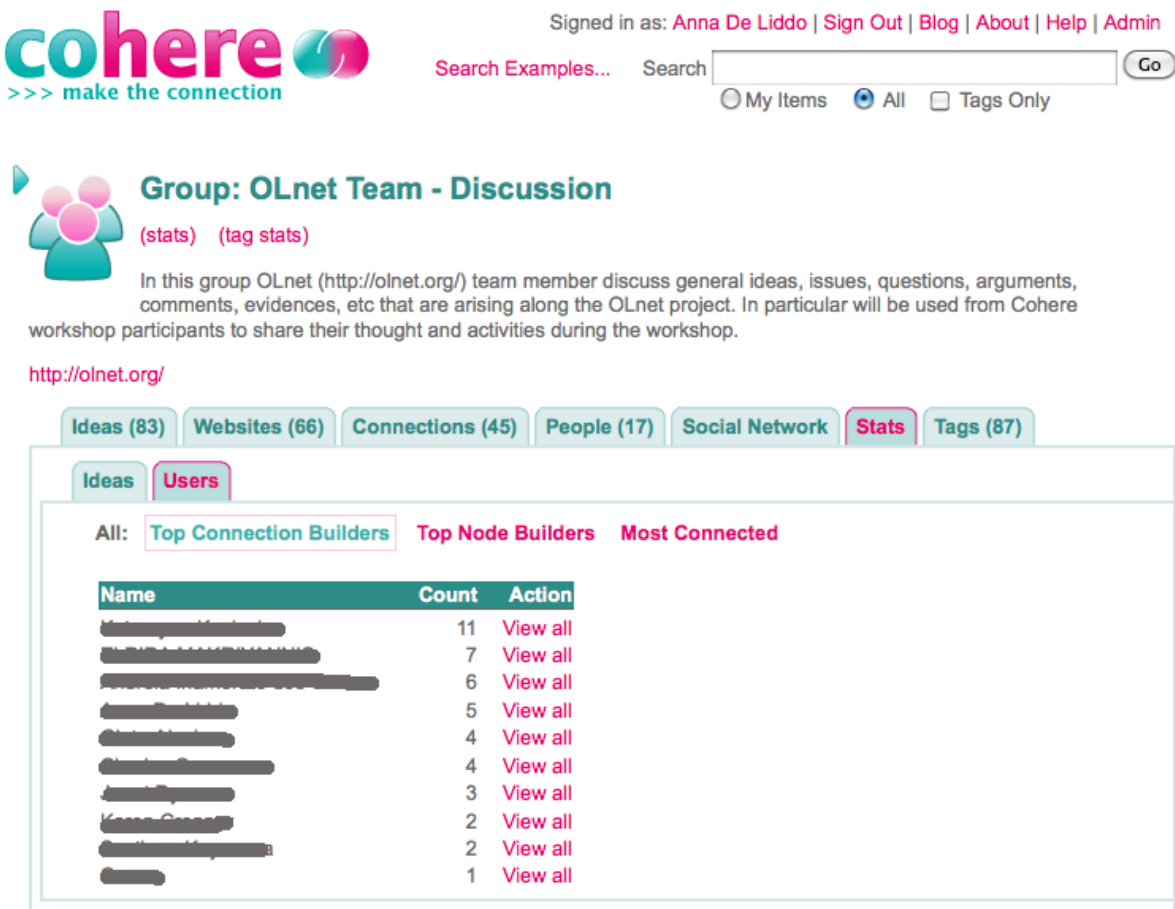 cohere
>>> make the connection
Signed in as: Anna De Liddo | Sign Out | Blog | About | Help | Admin
Search Examples... Search Go
My Items All Tags Only
Group: OLnet Team - Discussion
(stats) (tag stats)
In this group OLnet (http://olnet.org/) team member discuss general ideas, issues, questions, arguments,
comments, evidences, etc that are arising along the OLnet project. In particular will be used from Cohere
workshop participants to share their thought and activities during the workshop.
http://olnet.org/
Ideas (83) Websites (66) Connections (45) People (17) Social Network Stats Tags (87)
Ideas Users
All: Top Connection Builders Top Node Builders Most Connected
Name Count Action
11 View all
7 View all
6 View all
5 View all
4 View all
4 View all
3 View all
2 View all
2 View all
1 View all